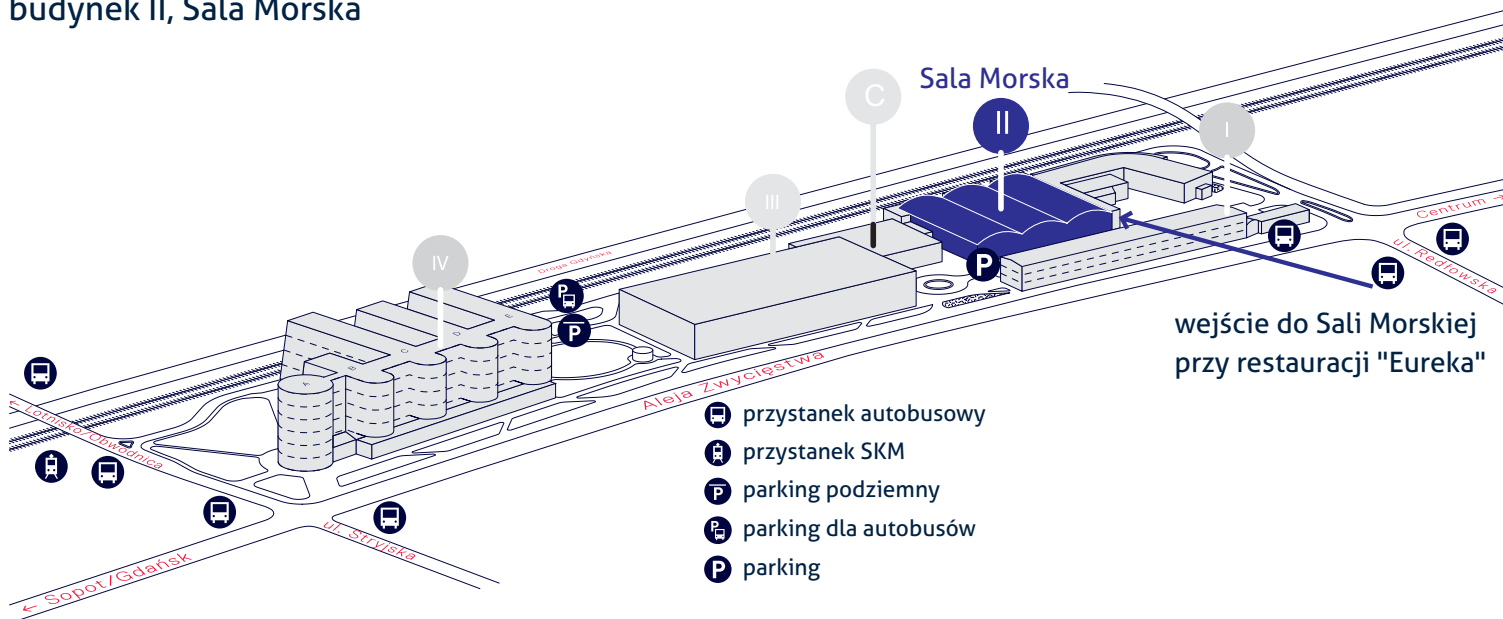 budynek II, Sala Morska
Sala Morska
C
II
I
III
IV
Centrum →
ul. Redłowska
Droga Gdyńska
P
P
P
E
D
C
B
A
wejście do Sali Morskiej
przy restauracji "Eureka"
Aleja Zwycięstwa
← Lotnisko/Obwodnica
przystanek autobusowy
przystanek SKM
P parking podziemny
P parking dla autobusów
P parking
ul. Stryjska
← Sopot/Gdańsk